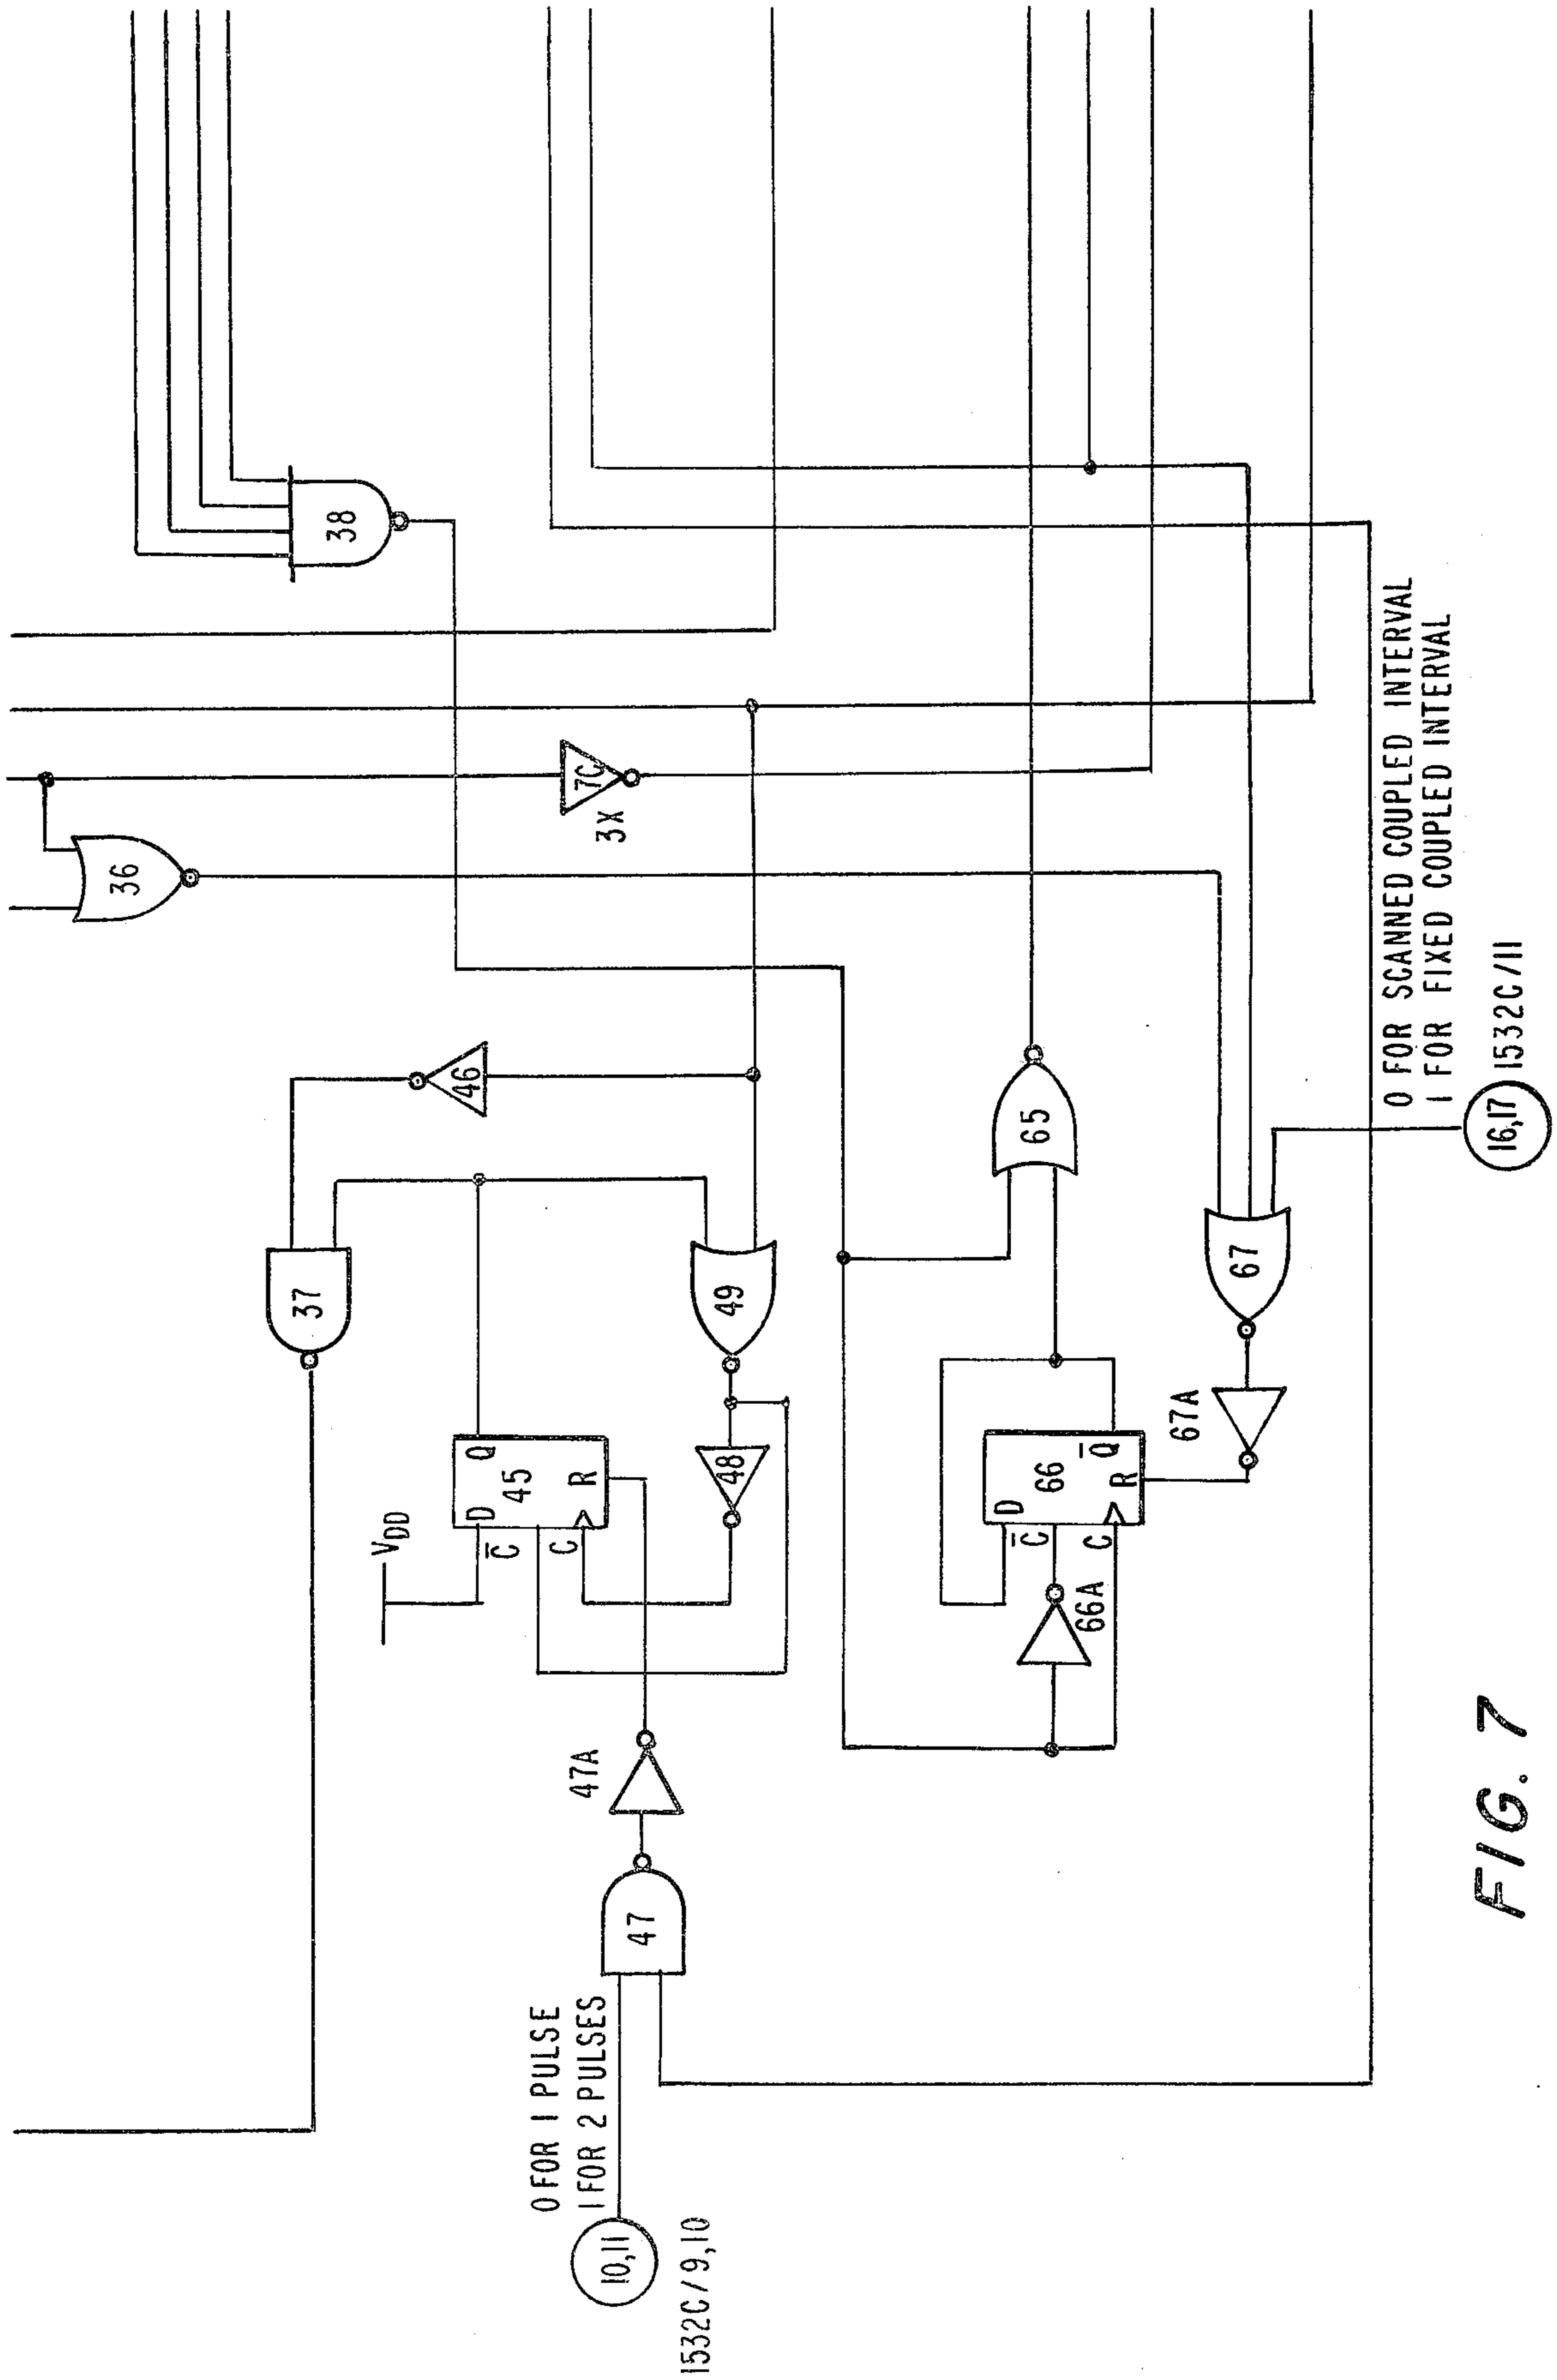 38
36
7C
3X
46
37
49
65
67
V_DD
D
Q
45
C̅
C
R
48
D
66
Q̅
C̅
C
R
66A
67A
47A
47
0 FOR 1 PULSE
1 FOR 2 PULSES
10,11
1532C/9,10
0 FOR SCANNED COUPLED INTERVAL
1 FOR FIXED COUPLED INTERVAL
16,17 1532C/11
FIG. 7